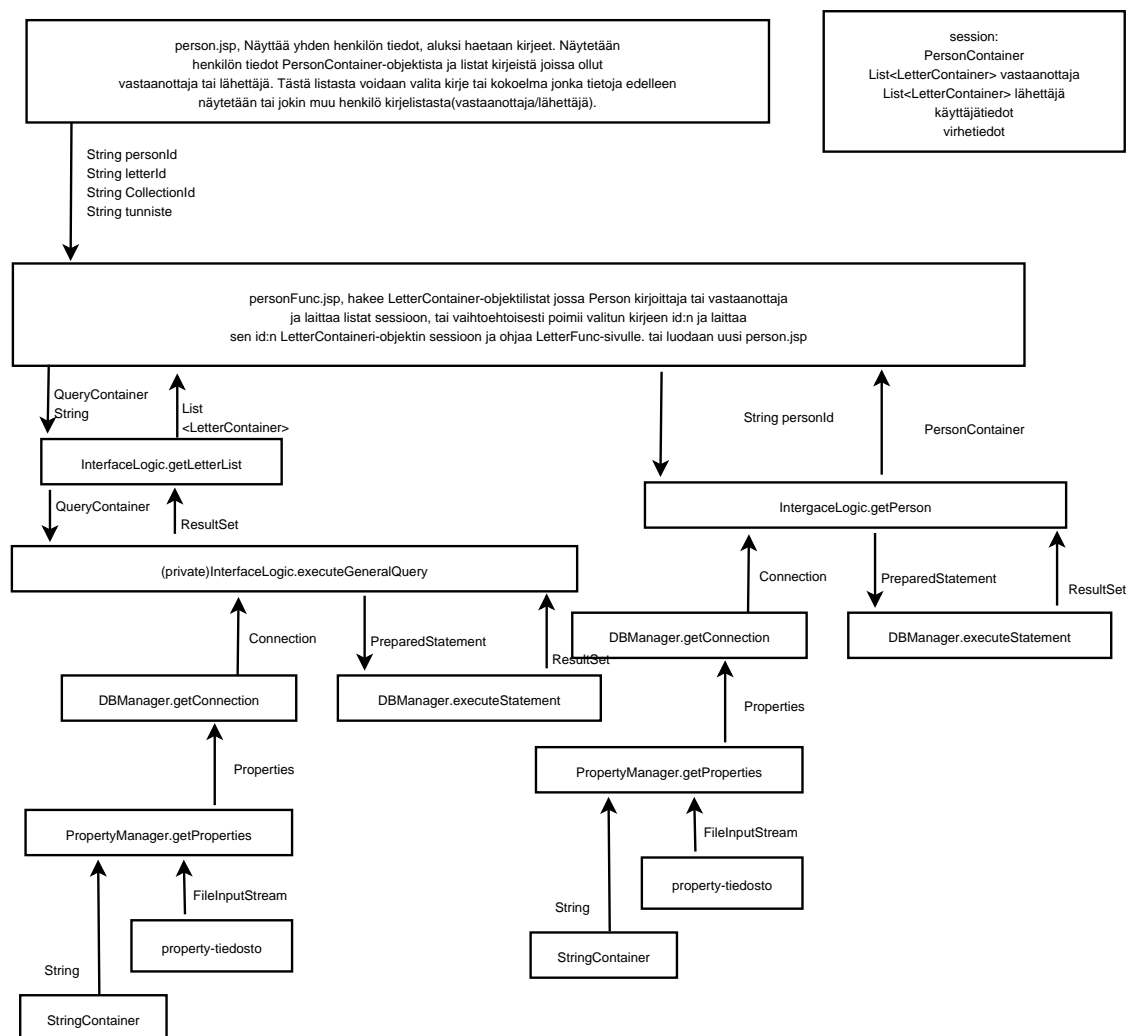 person.jsp, Näyttää yhden henkilön tiedot, aluksi haetaan kirjeet. Näytetään
henkilön tiedot PersonContainer-objektista ja listat kirjeistä joissa ollut
vastaanottaja tai lähettäjä. Tästä listasta voidaan valita kirje tai kokoelma jonka tietoja edelleen
näytetään tai jokin muu henkilö kirjelistasta(vastaanottaja/lähettäjä).
session:
PersonContainer
List<LetterContainer> vastaanottaja
List<LetterContainer> lähettäjä
käyttäjätiedot
virhetiedot
String personId
String letterId
String CollectionId
String tunniste
personFunc.jsp, hakee LetterContainer-objektilistat jossa Person kirjoittaja tai vastaanottaja
ja laittaa listat sessioon, tai vaihtoehtoisesti poimii valitun kirjeen id:n ja laittaa
sen id:n LetterContaineri-objektin sessioon ja ohjaa LetterFunc-sivulle. tai luodaan uusi person.jsp
QueryContainer
String
List
<LetterContainer>
String personId
PersonContainer
InterfaceLogic.getLetterList
QueryContainer
ResultSet
IntergaceLogic.getPerson
(private)InterfaceLogic.executeGeneralQuery
Connection
PreparedStatement
ResultSet
Connection
PreparedStatement
ResultSet
DBManager.getConnection
DBManager.executeStatement
DBManager.getConnection
DBManager.executeStatement
Properties
Properties
PropertyManager.getProperties
PropertyManager.getProperties
FileInputStream
FileInputStream
property-tiedosto
property-tiedosto
String
String
StringContainer
StringContainer